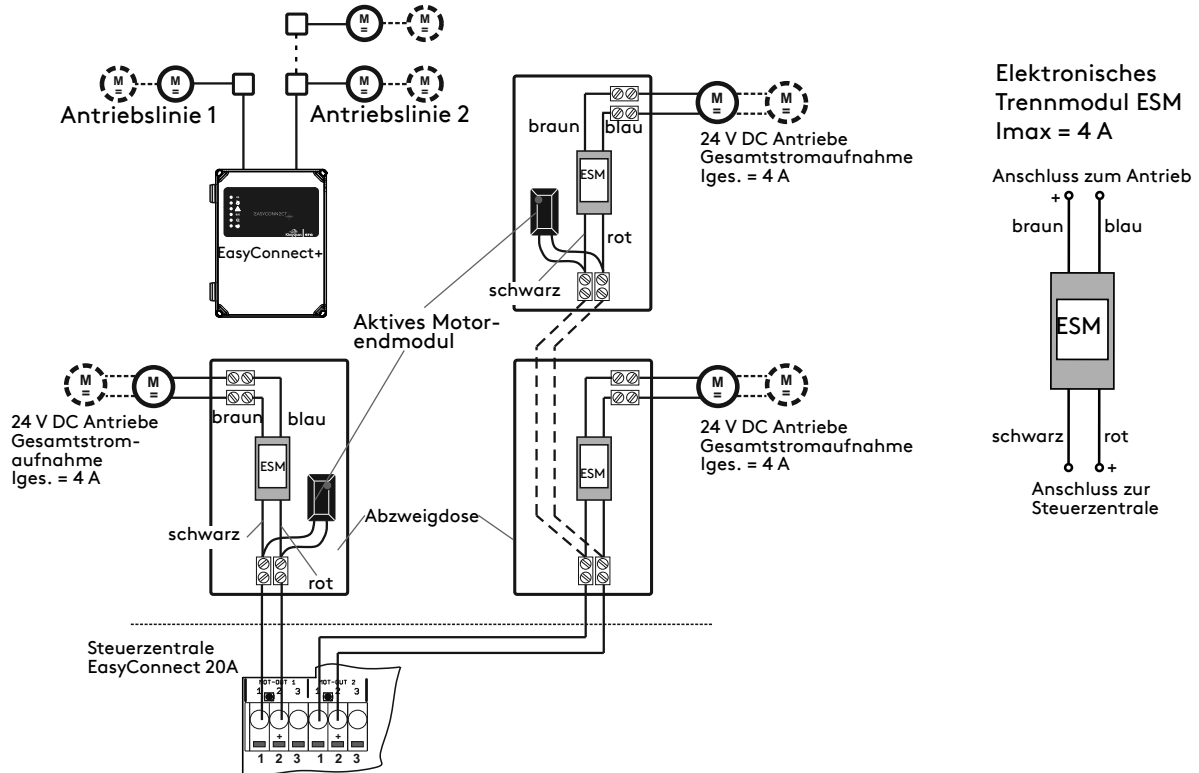 M
=
M
=
M
=
M
=
M
=
M
=
Antriebslinie 1
Antriebslinie 2
EASYCONNECT
EasyConnect+
M
=
M
=
24 V DC Antriebe
Gesamtstromaufnahme
Iges. = 4 A
braun
blau
ESM
rot
schwarz
Aktives Motor-
endmodul
Elektronisches
Trennmodul ESM
Imax = 4 A
Anschluss zum Antrieb
+
braun
blau
ESM
schwarz
rot
+
Anschluss zur
Steuerzentrale
M
=
M
=
24 V DC Antriebe
Gesamtstrom-
aufnahme
Iges. = 4 A
braun
blau
ESM
schwarz
rot
Abzweigdose
M
=
M
=
24 V DC Antriebe
Gesamtstromaufnahme
Iges. = 4 A
ESM
Steuerzentrale
EasyConnect 20A
MOT-OUT 1
MOT-OUT 2
1 2 3 1 2 3
+ +
1 2 3 1 2 3